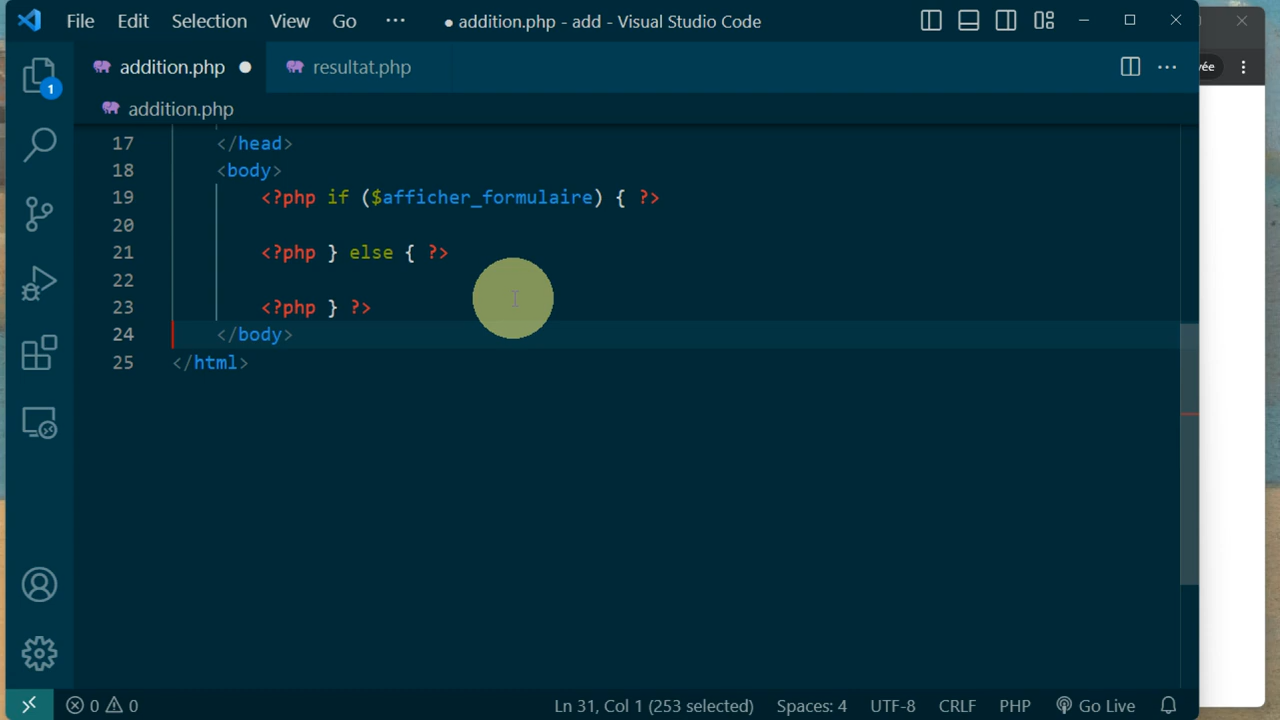 File Edit Selection View Go ··· ● addition.php - add - Visual Studio Code
addition.php ● resultat.php
vée
1
addition.php
17 </head>
18 <body>
19 <?php if ($afficher_formulaire) { ?>
20
21 <?php } else { ?>
22
23 <?php } ?>
24 </body>
25 </html>
0 0 Ln 31, Col 1 (253 selected) Spaces: 4 UTF-8 CRLF PHP Go Live